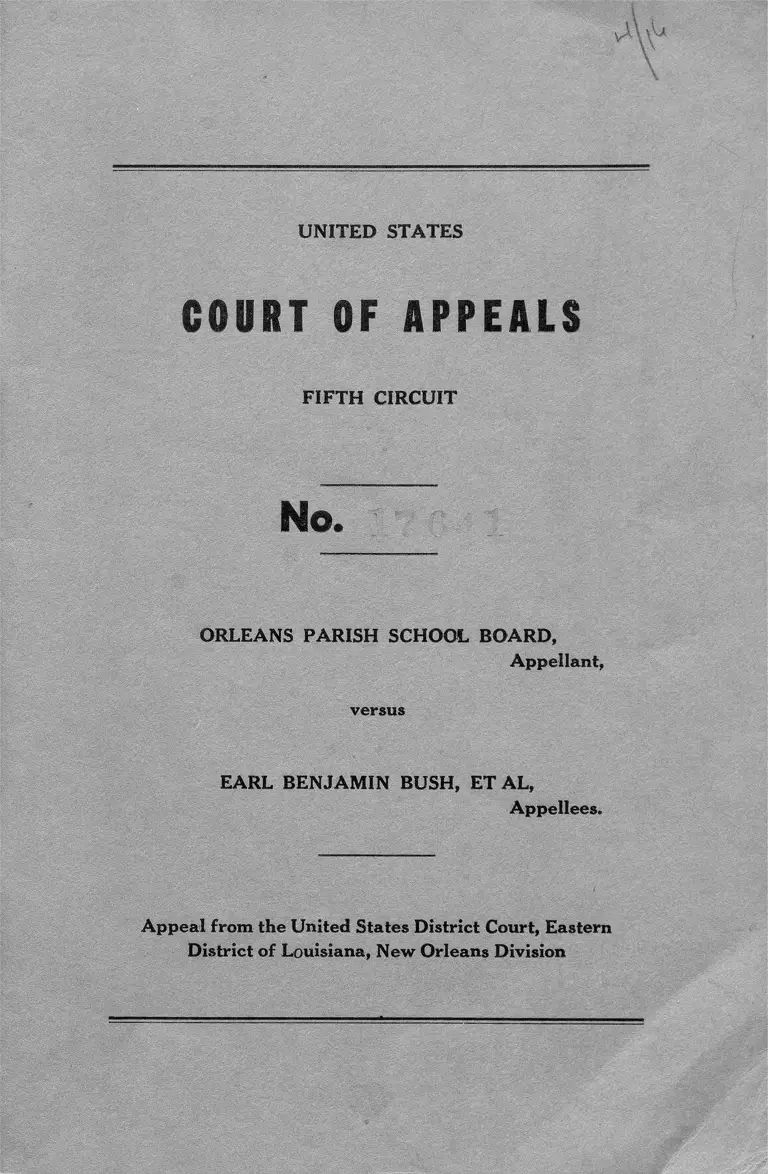 UNITED STATES
COURT OF APPEALS
FIFTH CIRCUIT
No.
ORLEANS PARISH SCHOOL BOARD,
Appellant,
versus
EARL BENJAMIN BUSH, ET AL,
Appellees.
Appeal from the United States District Court, Eastern
District of Louisiana, New Orleans Division